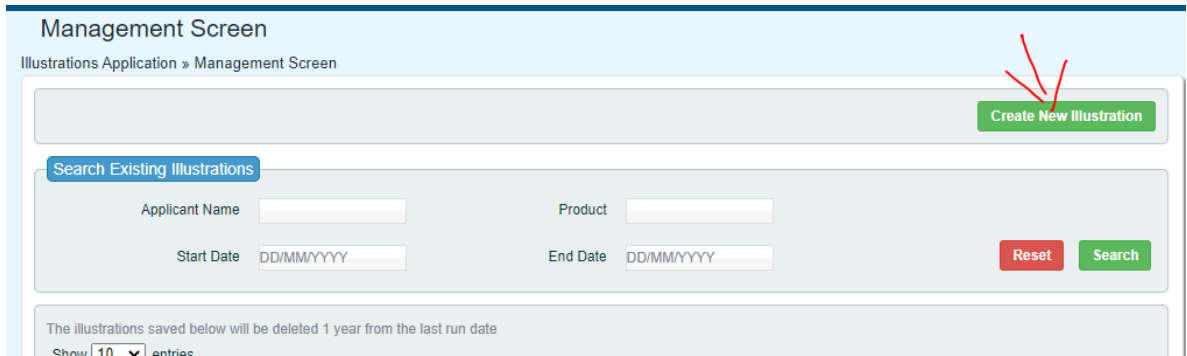 Management Screen
Illustrations Application » Management Screen
Create New Illustration
Search Existing Illustrations
Applicant Name
Product
Start Date DD/MM/YYYY End Date DD/MM/YYYY Reset Search
The illustrations saved below will be deleted 1 year from the last run date
Show 10 entries